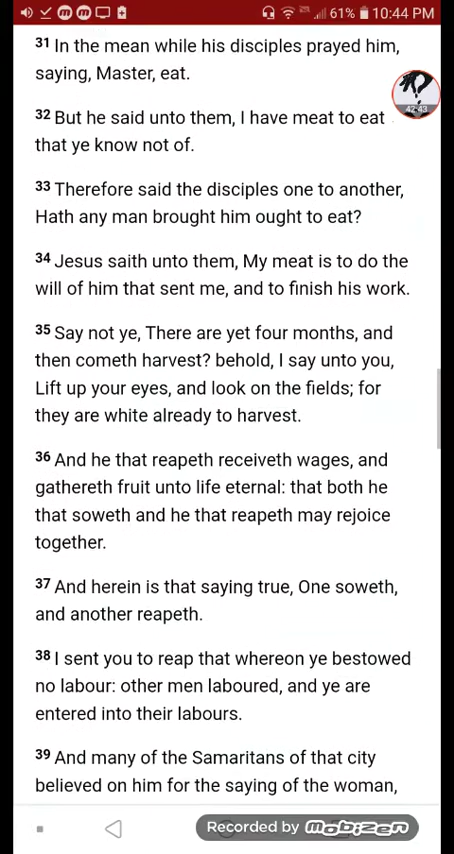 61% 10:44 PM
31 In the mean while his disciples prayed him,
saying, Master, eat.
42:43
32 But he said unto them, I have meat to eat
that ye know not of.
33 Therefore said the disciples one to another,
Hath any man brought him ought to eat?
34 Jesus saith unto them, My meat is to do the
will of him that sent me, and to finish his work.
35 Say not ye, There are yet four months, and
then cometh harvest? behold, I say unto you,
Lift up your eyes, and look on the fields; for
they are white already to harvest.
36 And he that reapeth receiveth wages, and
gathereth fruit unto life eternal: that both he
that soweth and he that reapeth may rejoice
together.
37 And herein is that saying true, One soweth,
and another reapeth.
38 I sent you to reap that whereon ye bestowed
no labour: other men laboured, and ye are
entered into their labours.
39 And many of the Samaritans of that city
believed on him for the saying of the woman,
Recorded by mobizen